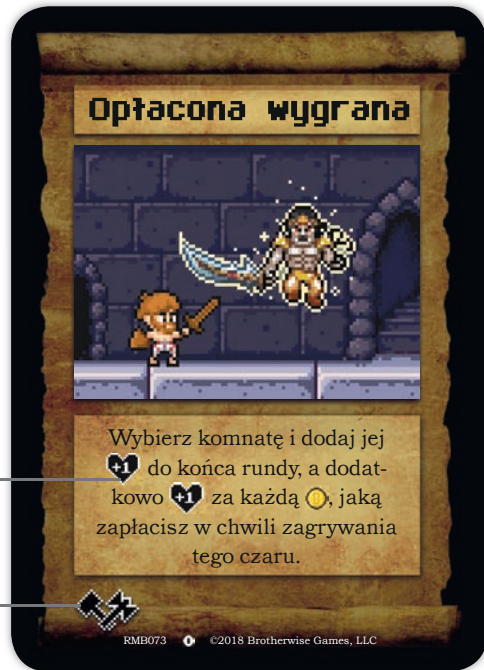 Opłacona wygrana
Wybierz komnatę i dodaj jej
+1 do końca rundy, a dodat-
kowo +1 za każdą , jaką
zapłacisz w chwili zagrywania
tego czaru.
RMB073 ©2018 Brotherwise Games, LLC